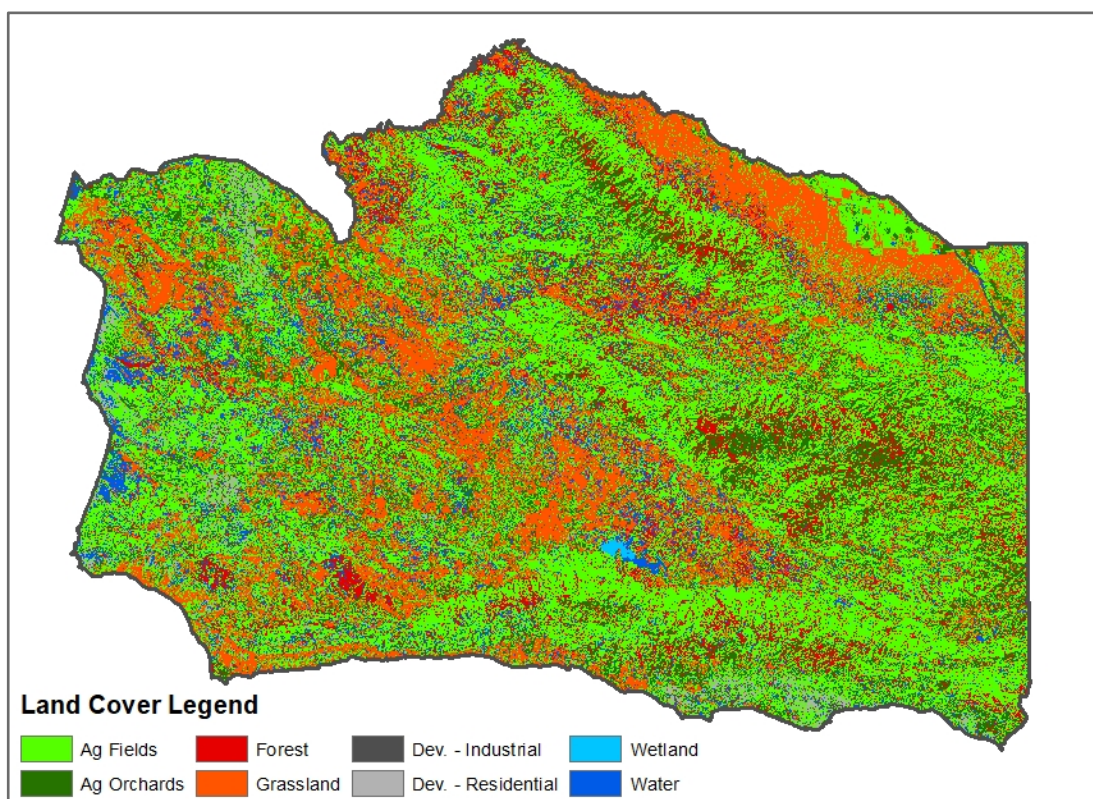 Land Cover Legend
Ag Fields Forest Dev. - Industrial Wetland
Ag Orchards Grassland Dev. - Residential Water